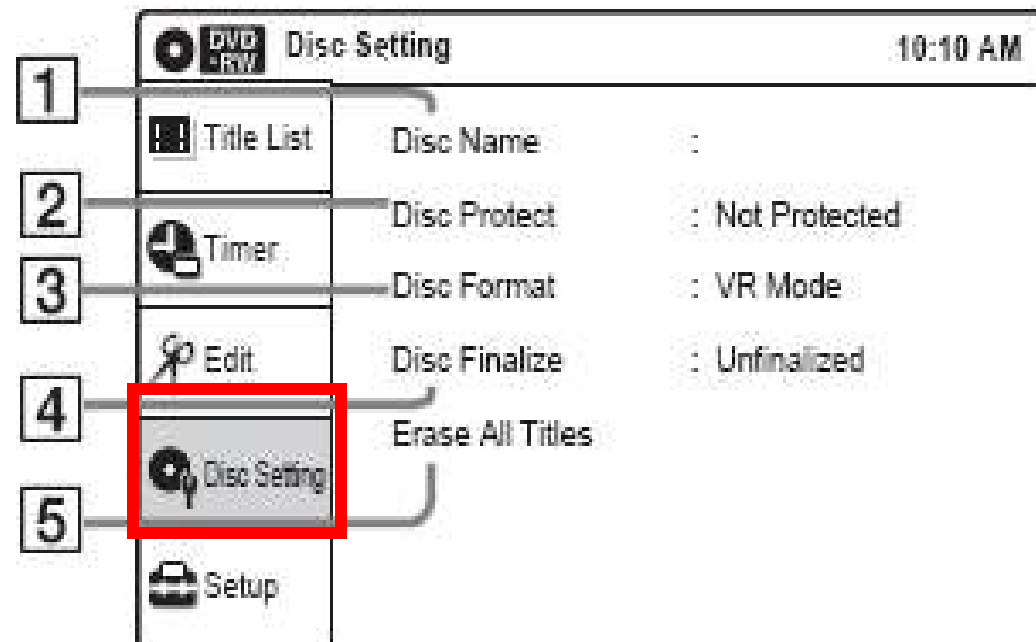 DVD -RW Disc Setting 10:10 AM
1
Title List
Disc Name :
2
Disc Protect : Not Protected
Timer
3
Disc Format : VR Mode
Edit
Disc Finalize : Unfinalized
4
Erase All Titles
Disc Setting
5
Setup